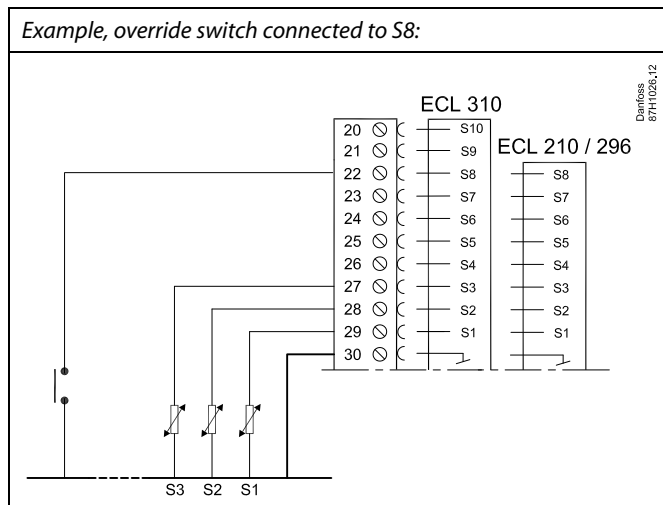 Example, override switch connected to S8:
Danfoss
87H1026.12
ECL 310
ECL 210 / 296
20 S10
21 S9
22 S8 S8
23 S7 S7
24 S6 S6
25 S5 S5
26 S4 S4
27 S3 S3
28 S2 S2
29 S1 S1
30
S3 S2 S1